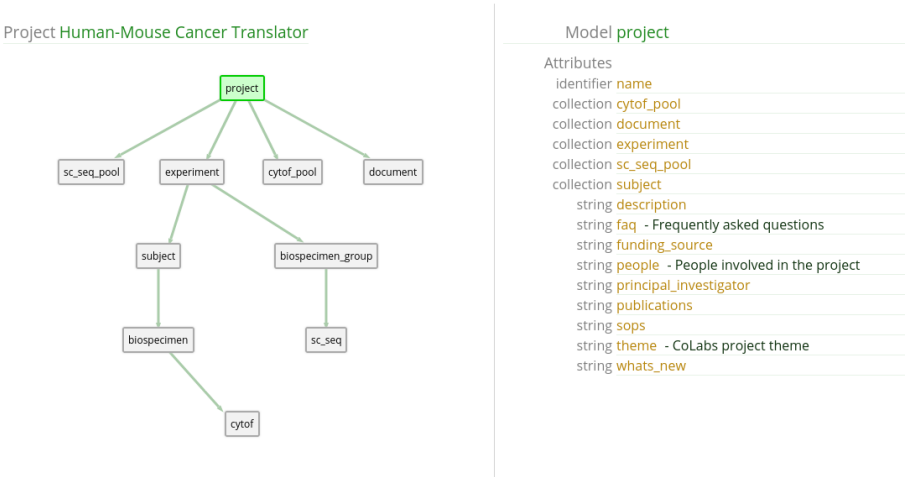 Project Human-Mouse Cancer Translator
project
sc_seq_pool
experiment
cytof_pool
document
subject
biospecimen_group
biospecimen
sc_seq
cytof
Model project
Attributes
identifier name
collection cytof_pool
collection document
collection experiment
collection sc_seq_pool
collection subject
string description
string faq - Frequently asked questions
string funding_source
string people - People involved in the project
string principal_investigator
string publications
string sops
string theme - CoLabs project theme
string whats_new